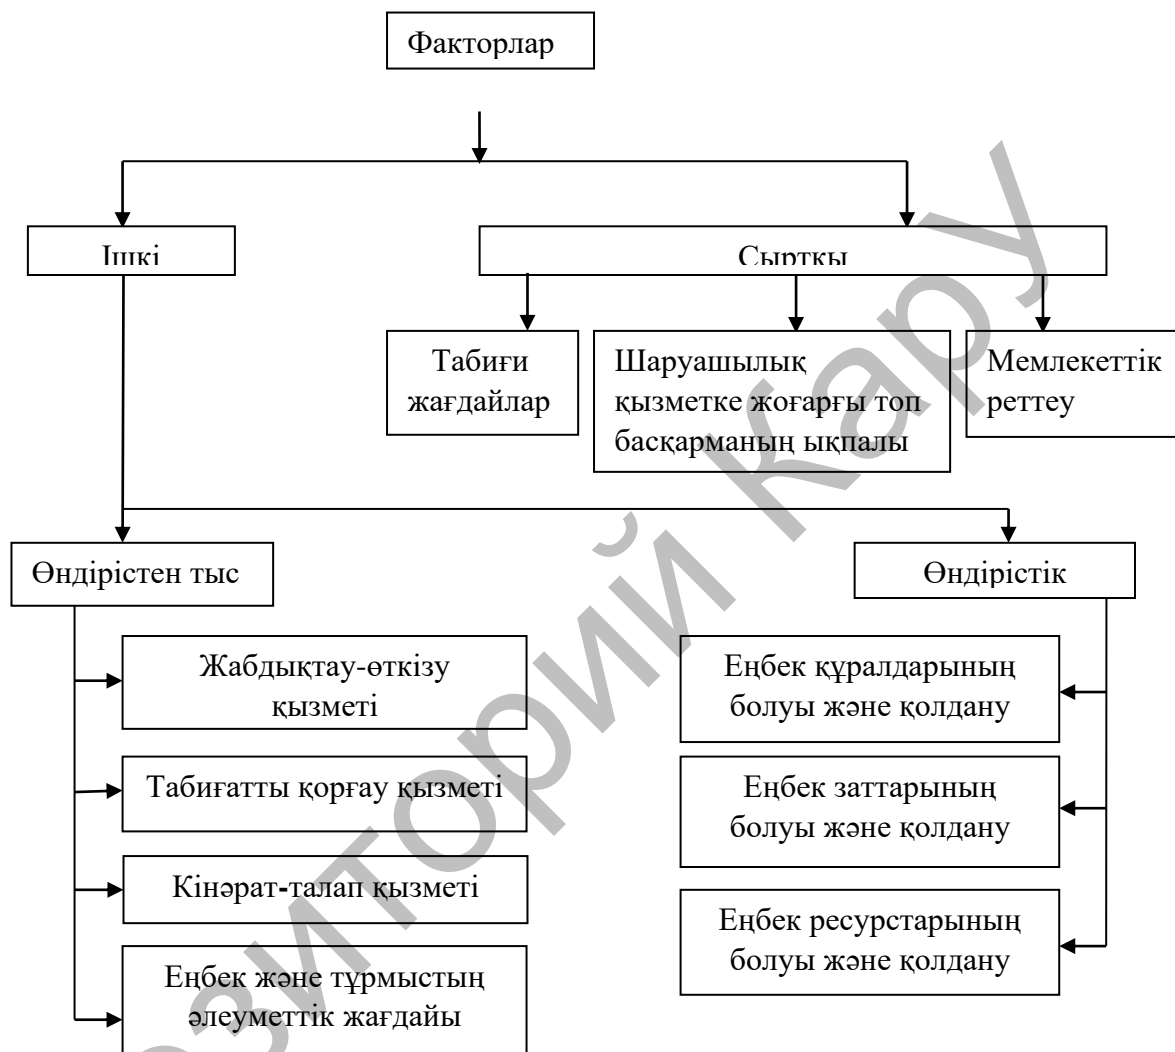 Факторлар
Ішкі
Сыртқы
Табиғи
жағдайлар
Шаруашылық
қызметке жоғарғы топ
басқарманың ықпалы
Мемлекеттік
реттеу
Өндірістен тыс
Өндірістік
Жабдықтау-өткізу
қызметі
Табиғатты қорғау қызметі
Кінәрат-талап қызметі
Еңбек және тұрмыстың
әлеуметтік жағдайы
Еңбек құралдарының
болуы және қолдану
Еңбек заттарының
болуы және қолдану
Еңбек ресурстарының
болуы және қолдану
зиторий КарУ